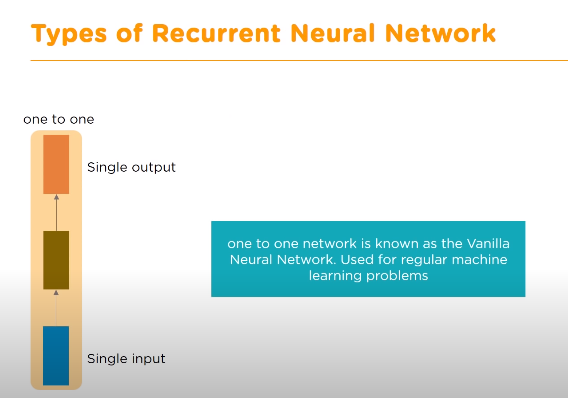 Types of Recurrent Neural Network
one to one
Single output
one to one network is known as the Vanilla
Neural Network. Used for regular machine
learning problems
Single input